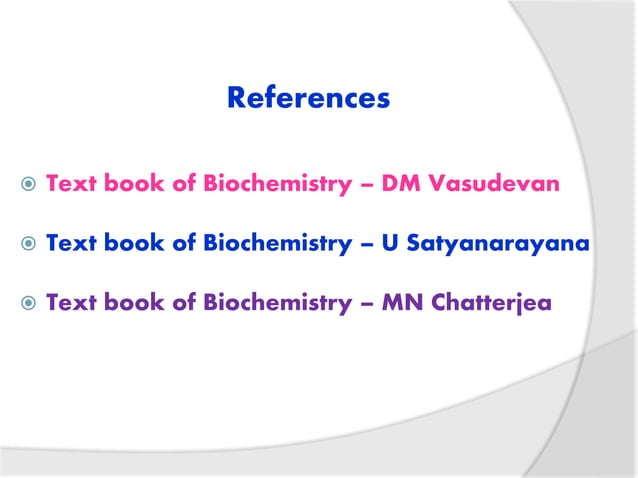 References
Text book of Biochemistry – DM Vasudevan
Text book of Biochemistry – U Satyanarayana
Text book of Biochemistry – MN Chatterjea